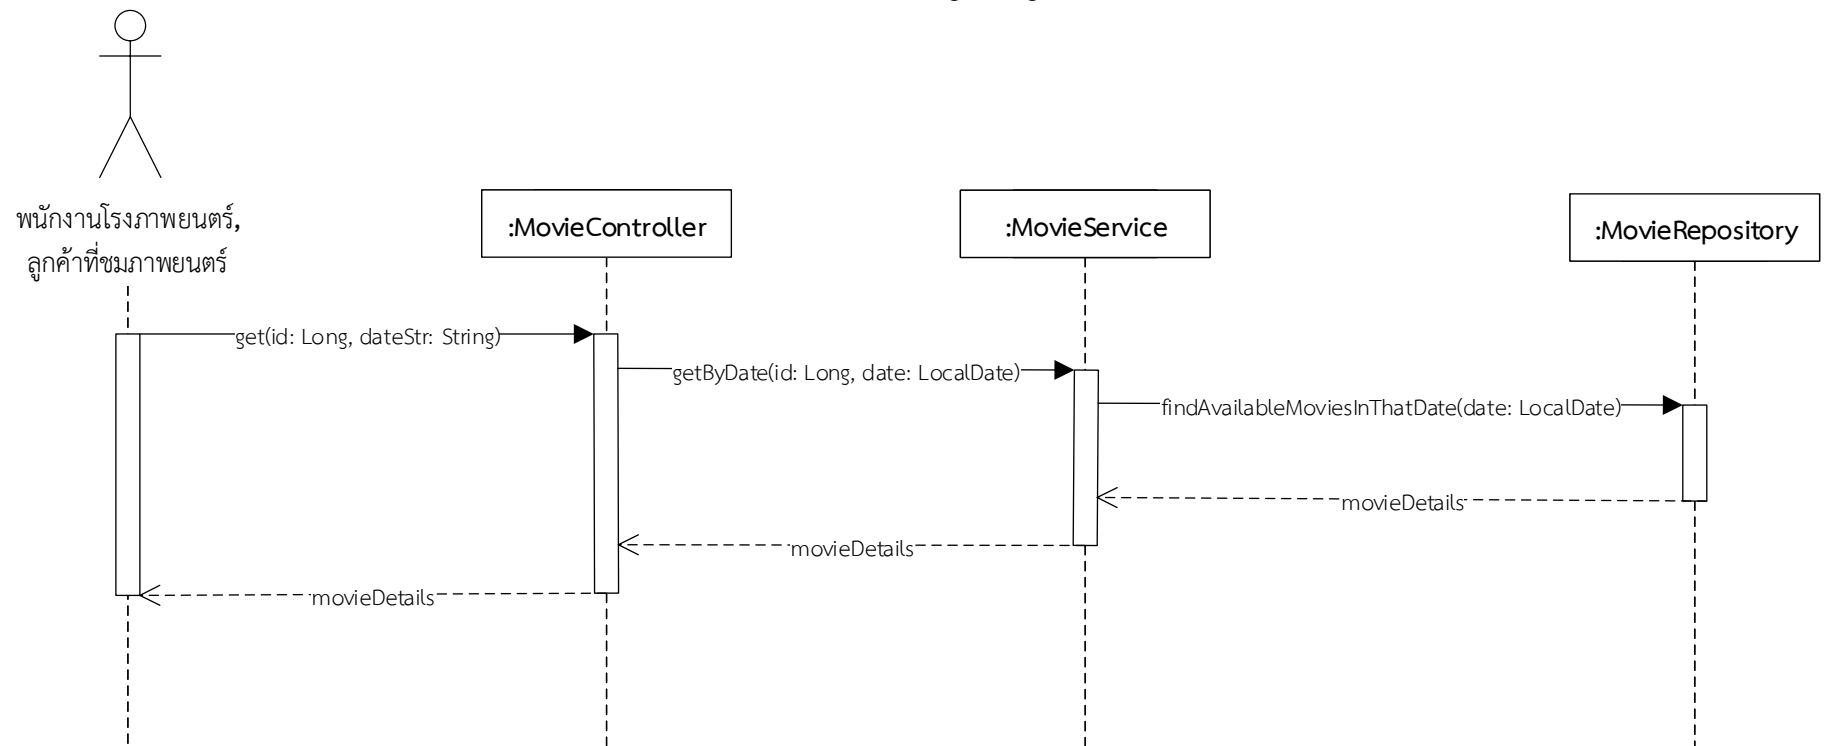 พนักงานโรงภาพยนตร์,
ลูกค้าที่ชมภาพยนตร์
:MovieController
:MovieService
:MovieRepository
get(id: Long, dateStr: String)
getByDate(id: Long, date: LocalDate)
findAvailableMoviesInThatDate(date: LocalDate)
movieDetails
movieDetails
movieDetails